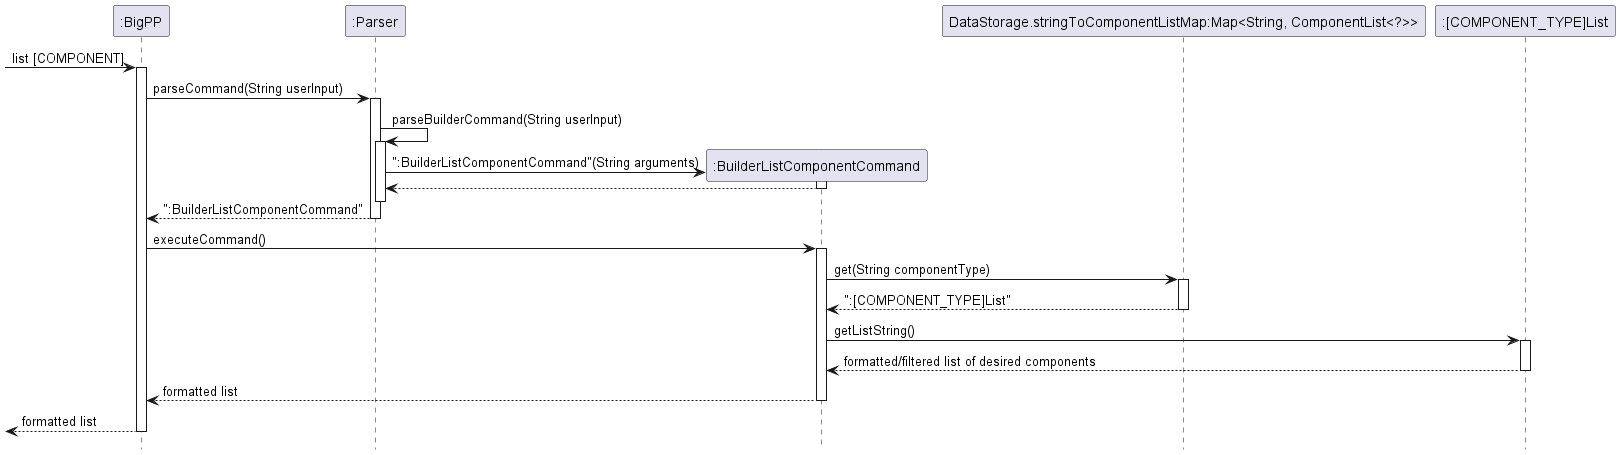 :BigPP
:Parser
DataStorage.stringToComponentListMap:Map<String, ComponentList<?>>
:[COMPONENT_TYPE]List
list [COMPONENT]
parseCommand(String userInput)
parseBuilderCommand(String userInput)
":BuilderListComponentCommand"(String arguments)
:BuilderListComponentCommand
":BuilderListComponentCommand"
executeCommand()
get(String componentType)
":[COMPONENT_TYPE]List"
getListString()
formatted/filtered list of desired components
formatted list
formatted list